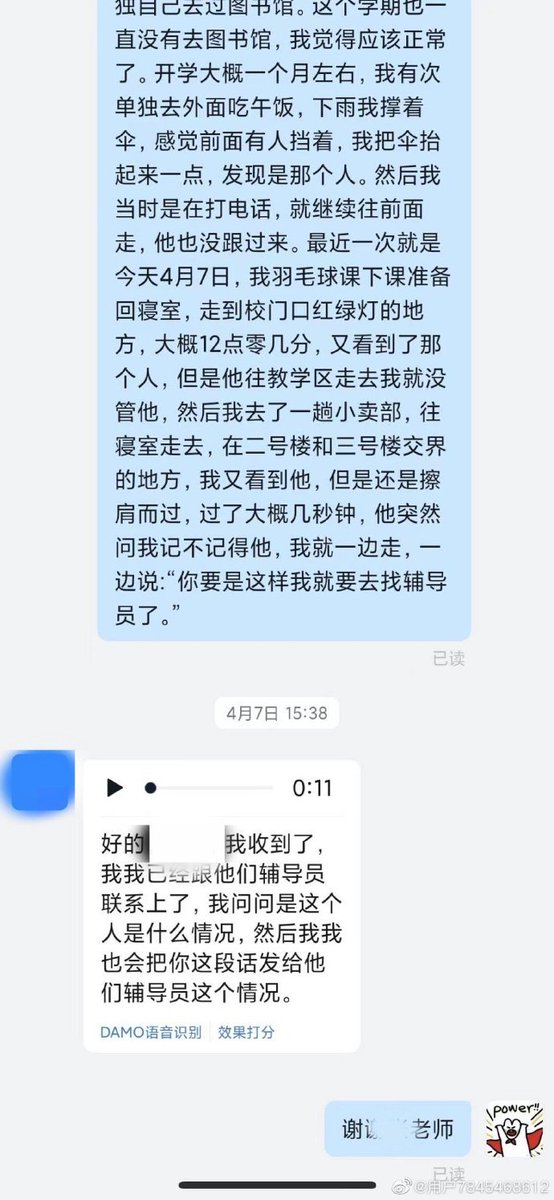 独自己去过图书馆。这个学期也一
直没有去图书馆，我觉得应该正常
了。开学大概一个月左右，我有次
单独去外面吃午饭，下雨我撑着
伞，感觉前面有人挡着，我把伞抬
起来一点，发现是那个人。然后我
当时是在打电话，就继续往前面
走，他也没跟过来。最近一次就是
今天4月7日，我羽毛球课下课准备
回寝室，走到校门口红绿灯的地
方，大概12点零几分，又看到了那
个人，但是他往教学区走去我就没
管他，然后我去了一趟小卖部，往
寝室走去，在二号楼和三号楼交界
的地方，我又看到他，但是还是擦
肩而过，过了大概几秒钟，他突然
问我记不记得他，我就一边走，一
边说:“你要是这样我就要去找辅导
员了。”
已读
4月7日 15:38
0:11
好的 我收到了，
我我已经跟他们辅导员
联系上了，我问问是这个
人是什么情况，然后我我
也会把你这段话发给他
们辅导员这个情况。
DAMO语音识别 效果打分
谢谢 老师
power!!
已读
@用户7845468612